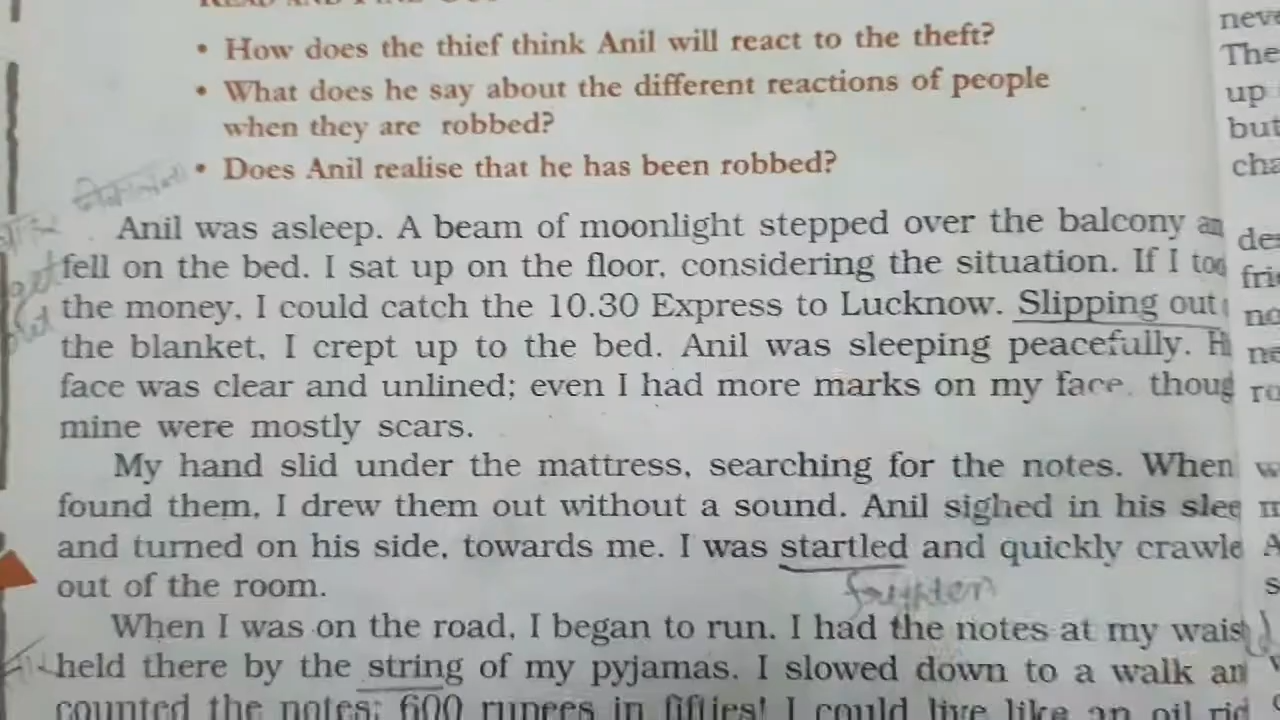 • How does the thief think Anil will react to the theft?
• What does he say about the different reactions of people
when they are robbed?
• Does Anil realise that he has been robbed?
Anil was asleep. A beam of moonlight stepped over the balcony an
fell on the bed. I sat up on the floor, considering the situation. If I too
the money, I could catch the 10.30 Express to Lucknow. Slipping out
the blanket, I crept up to the bed. Anil was sleeping peacefully. Hi
face was clear and unlined; even I had more marks on my face, thoug
mine were mostly scars.
My hand slid under the mattress, searching for the notes. When
found them, I drew them out without a sound. Anil sighed in his slee
and turned on his side, towards me. I was startled and quickly crawle
out of the room.
frighten
When I was on the road, I began to run. I had the notes at my wais
held there by the string of my pyjamas. I slowed down to a walk an
counted the notes: 600 rupees in fifties! I could live like an oil-ric
neve
The
up
but
cha